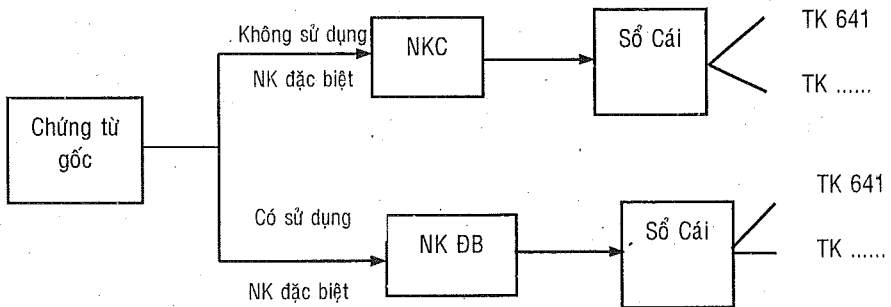 Không sử dụng
NK đặc biệt
NKC
Sổ Cái
TK 641
TK ......
Chứng từ
gốc
Có sử dụng
NK đặc biệt
NK ĐB
Sổ Cái
TK 641
TK ......